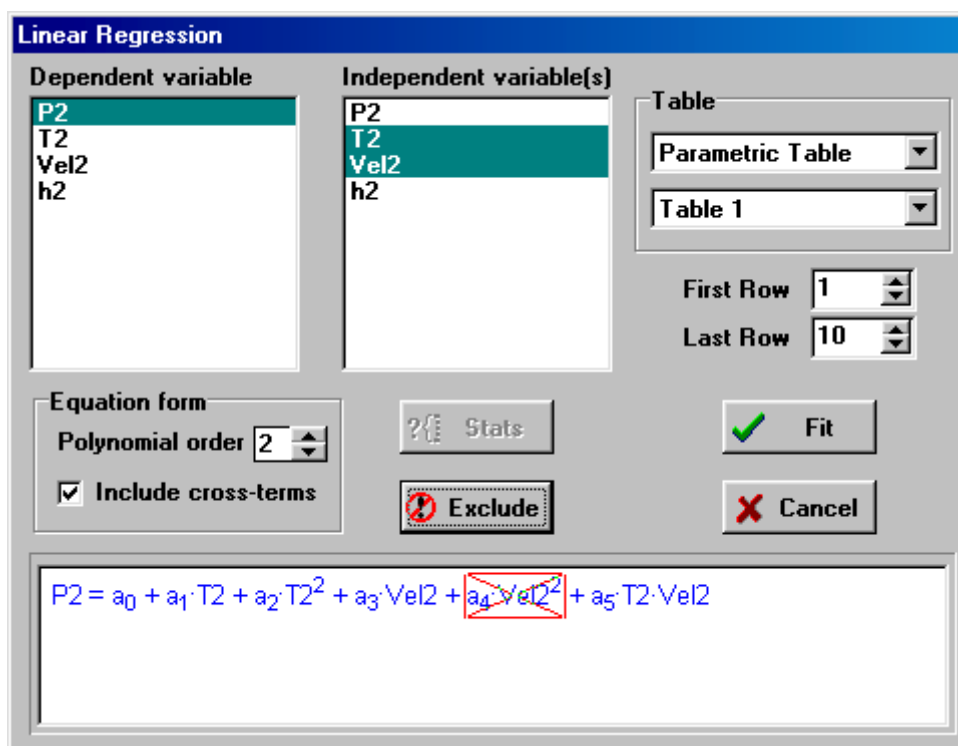 Linear Regression
Dependent variable
P2
T2
Vel2
h2
Independent variable(s)
P2
T2
Vel2
h2
Table
Parametric Table
Table 1
First Row 1
Last Row 10
Equation form
Polynomial order 2
Include cross-terms
?{ Stats
Exclude
Fit
Cancel
P2 = a₀ + a₁·T2 + a₂·T2² + a₃·Vel2 + a₄·Vel2² + a₅·T2·Vel2